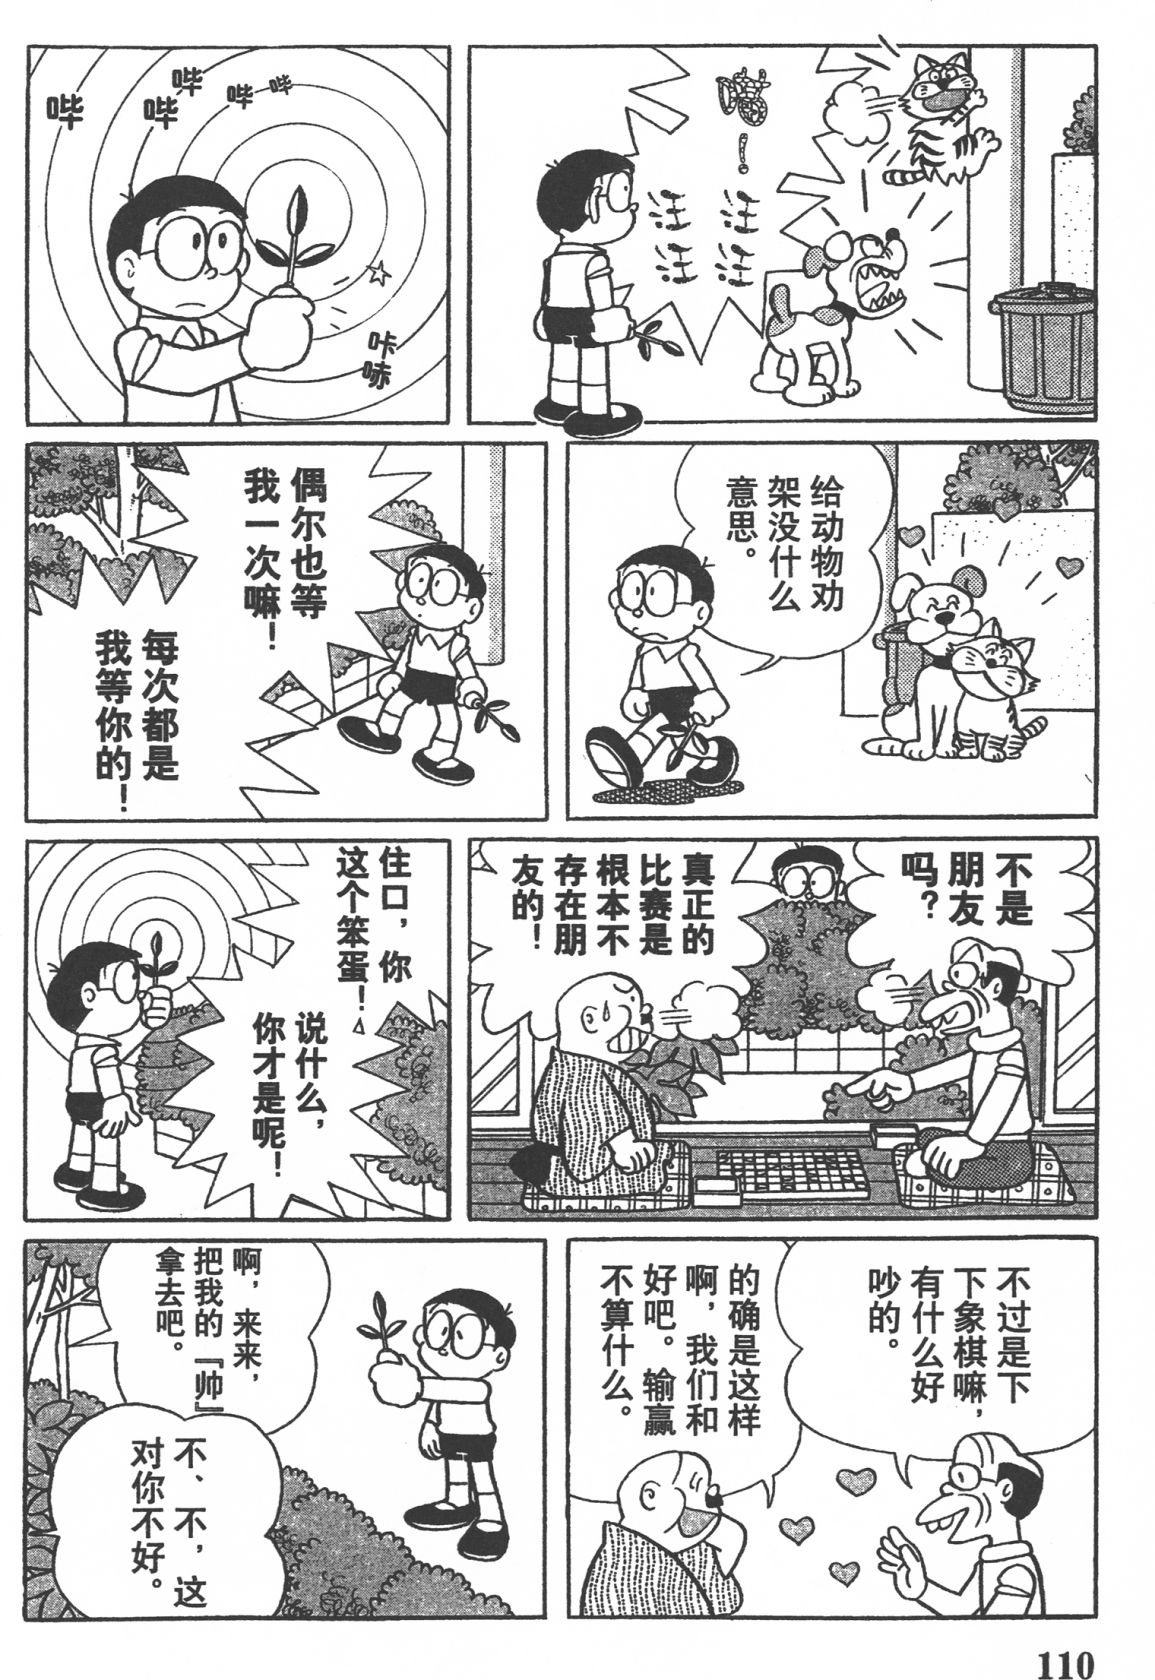 汪汪
汪汪
哔
哔
哔
哔
哔
咔哧
给动物劝
架没什么
意思。
偶尔也等
我一次嘛！
每次都是
我等你的！
不是
朋友
吗？
真正的
比赛是
根本不
存在朋
友的！
住口，你
这个笨蛋！
说什么，
你才是呢！
不过是下
下象棋嘛，
有什么好
吵的。
的确是这样
啊，我们和
好吧。输赢
不算什么。
啊，来来，
把我的『帅』
拿去吧。
不、不，这
对你不好。
110